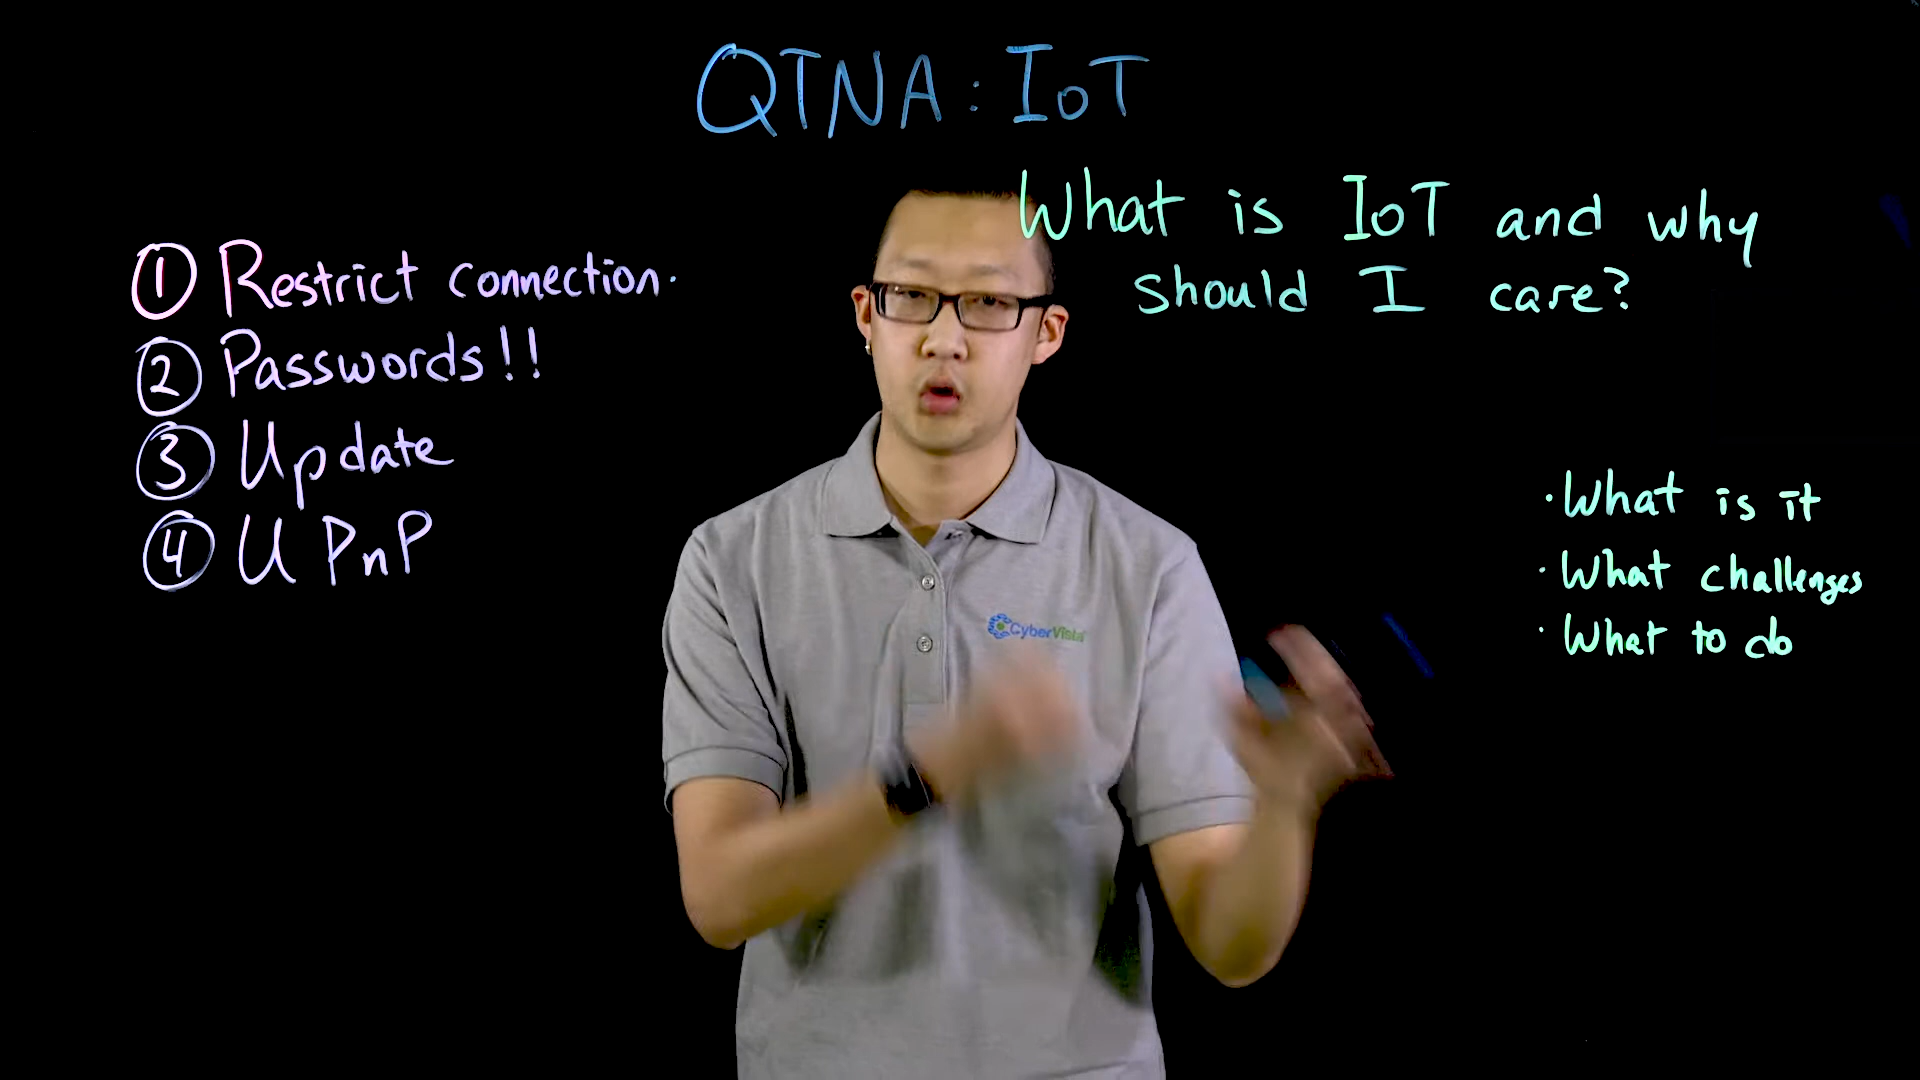 QTNA: IoT
What is IoT and why
should I care?
① Restrict connection.
② Passwords!!
③ Update
④ UPnP
· What is it
· What challenges
· What to do
CyberVista